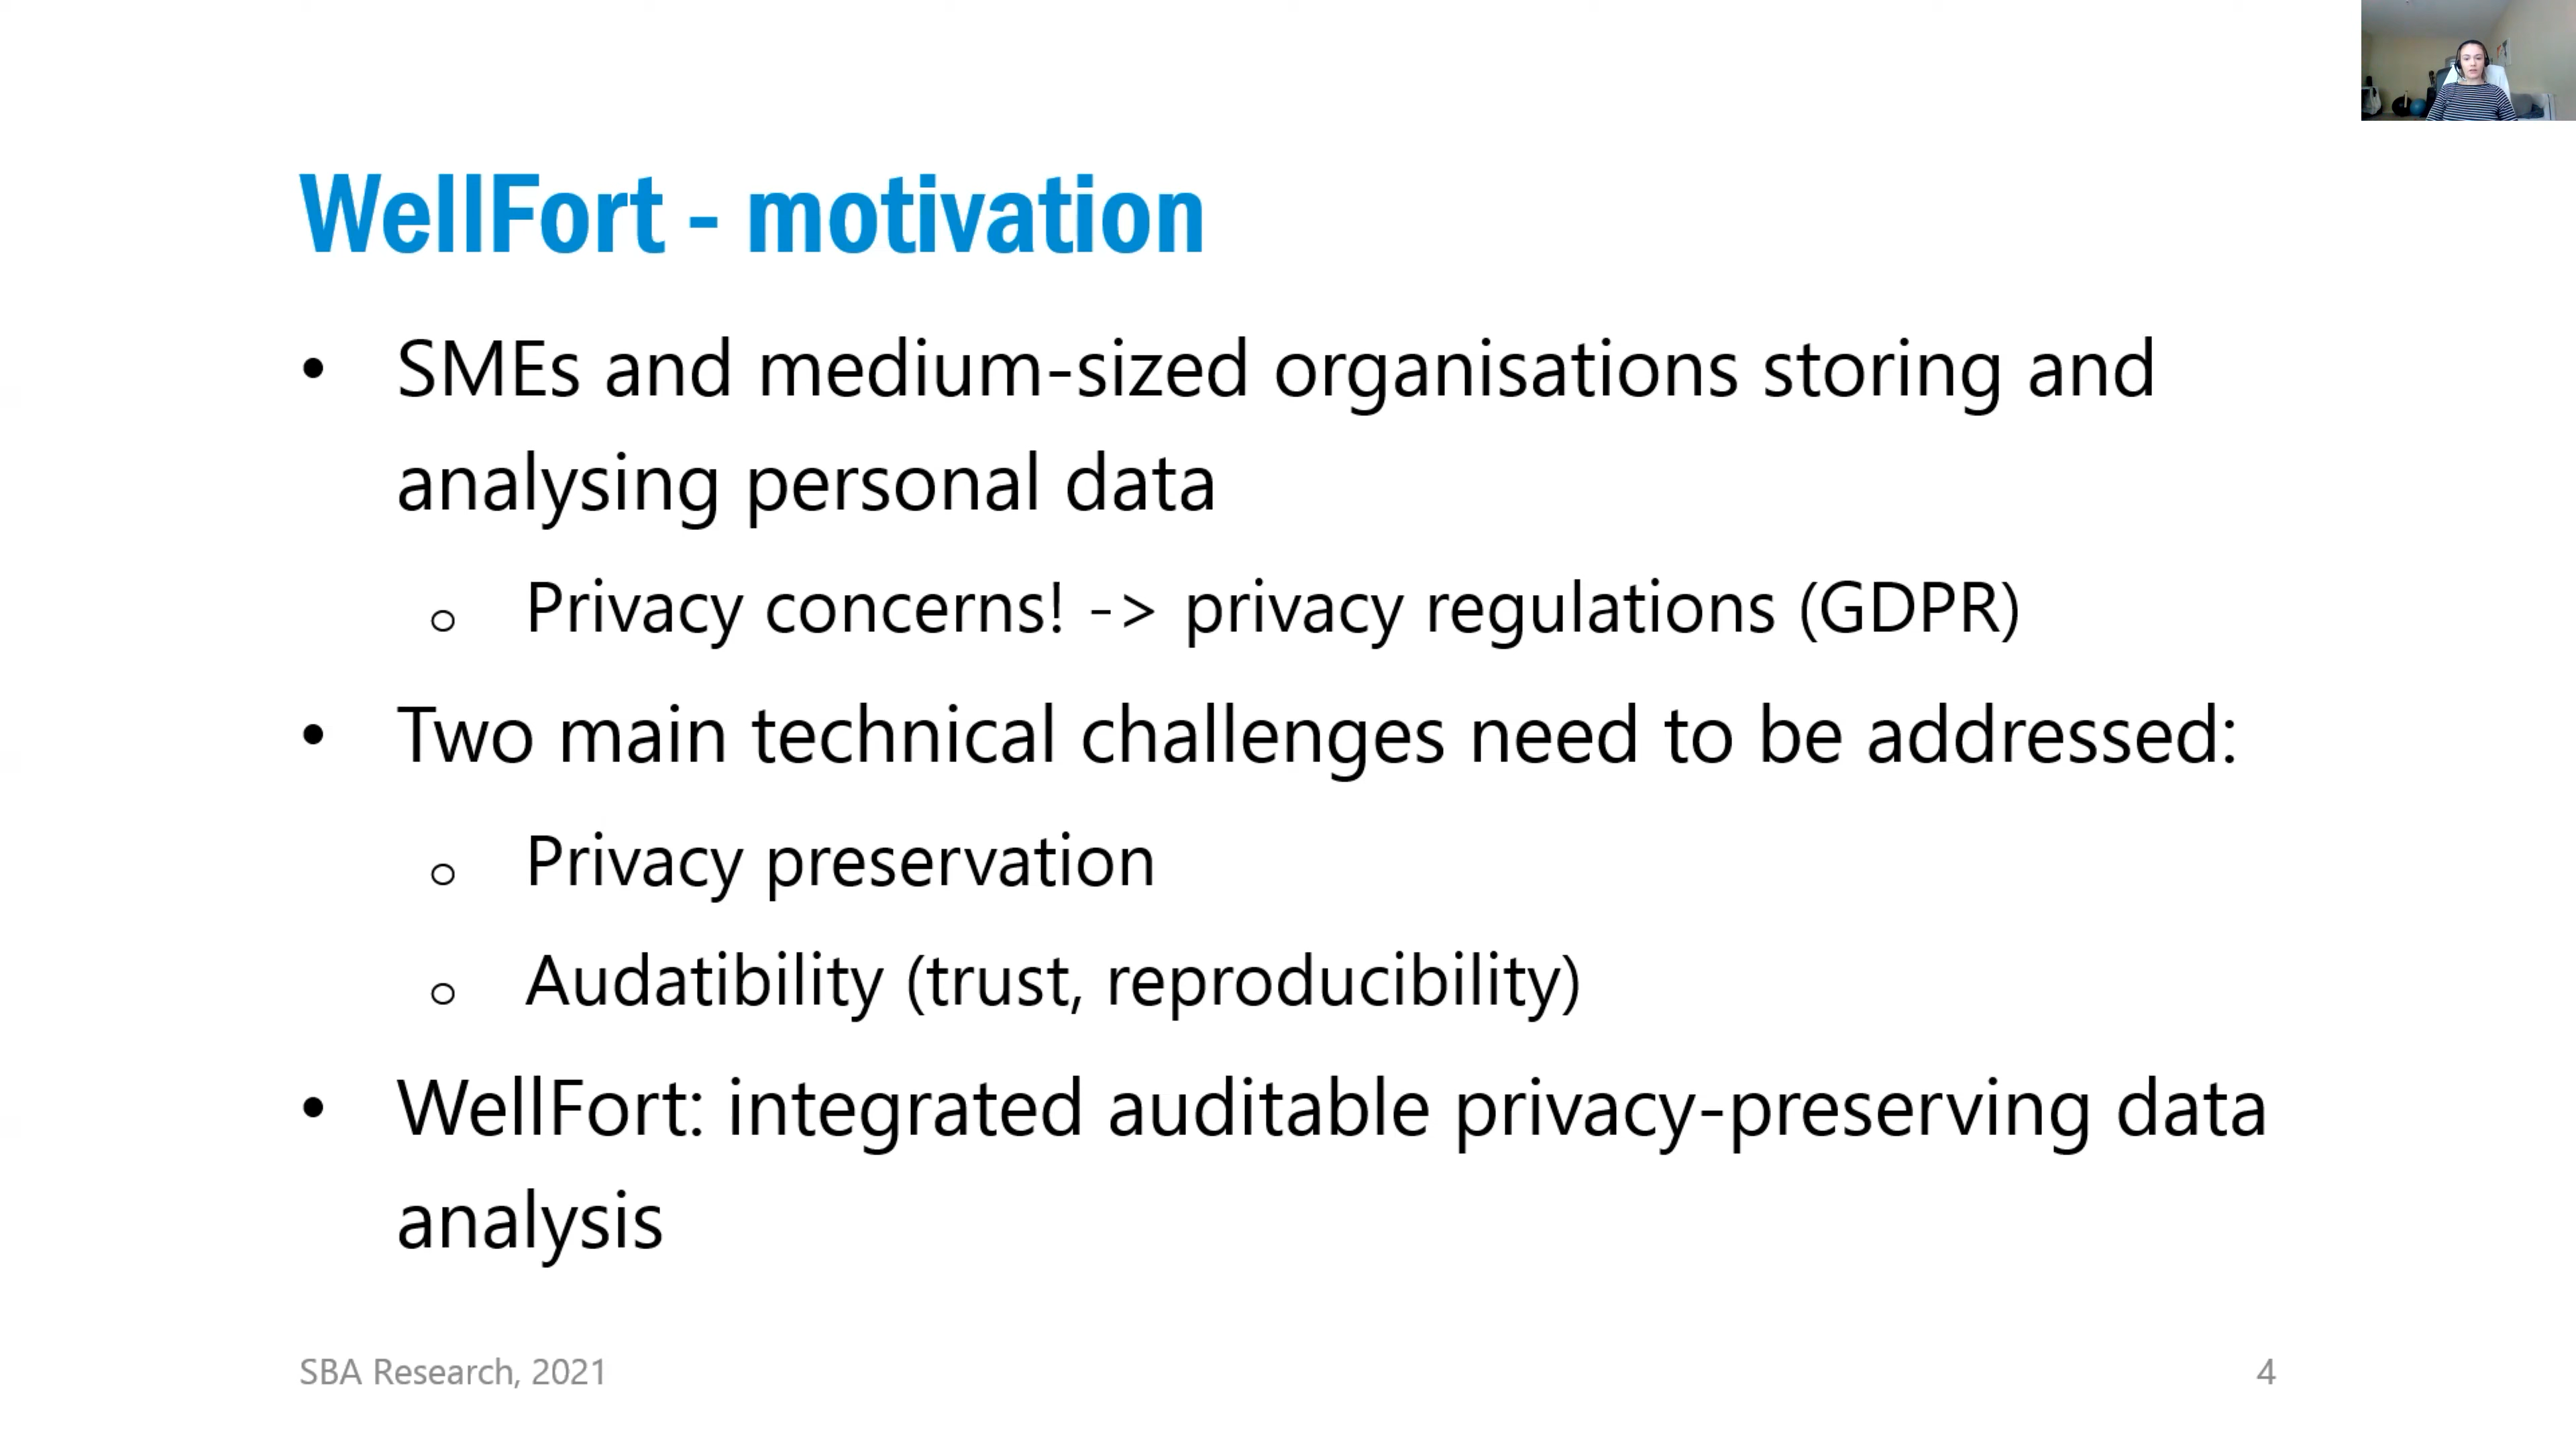 WellFort - motivation
• SMEs and medium-sized organisations storing and
analysing personal data
o Privacy concerns! -> privacy regulations (GDPR)
• Two main technical challenges need to be addressed:
o Privacy preservation
o Audatibility (trust, reproducibility)
• WellFort: integrated auditable privacy-preserving data
analysis
SBA Research, 2021
4